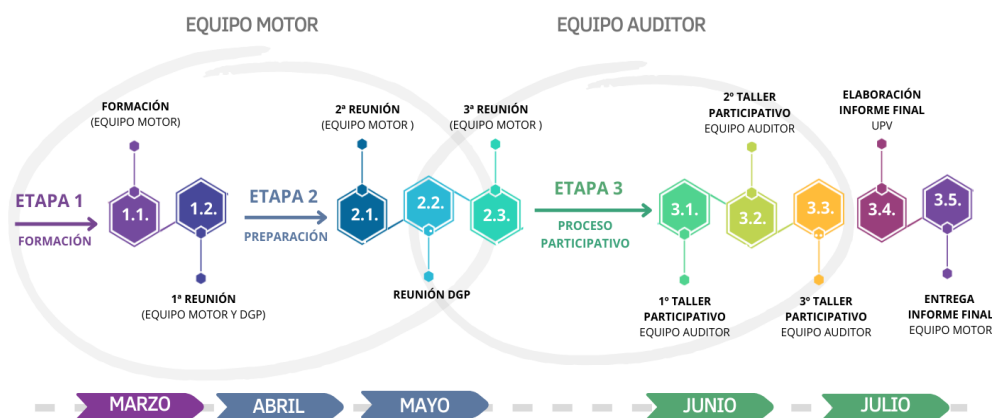 EQUIPO MOTOR
EQUIPO AUDITOR
FORMACIÓN
(EQUIPO MOTOR)
2ª REUNIÓN
(EQUIPO MOTOR )
3ª REUNIÓN
(EQUIPO MOTOR )
2º TALLER
PARTICIPATIVO
EQUIPO AUDITOR
ELABORACIÓN
INFORME FINAL
UPV
ETAPA 1
FORMACIÓN
1.1.
1.2.
ETAPA 2
PREPARACIÓN
2.1.
2.2.
2.3.
ETAPA 3
PROCESO
PARTICIPATIVO
3.1.
3.2.
3.3.
3.4.
3.5.
1ª REUNIÓN
(EQUIPO MOTOR Y DGP)
REUNIÓN DGP
1º TALLER
PARTICIPATIVO
EQUIPO AUDITOR
3º TALLER
PARTICIPATIVO
EQUIPO AUDITOR
ENTREGA
INFORME FINAL
EQUIPO MOTOR
MARZO
ABRIL
MAYO
JUNIO
JULIO